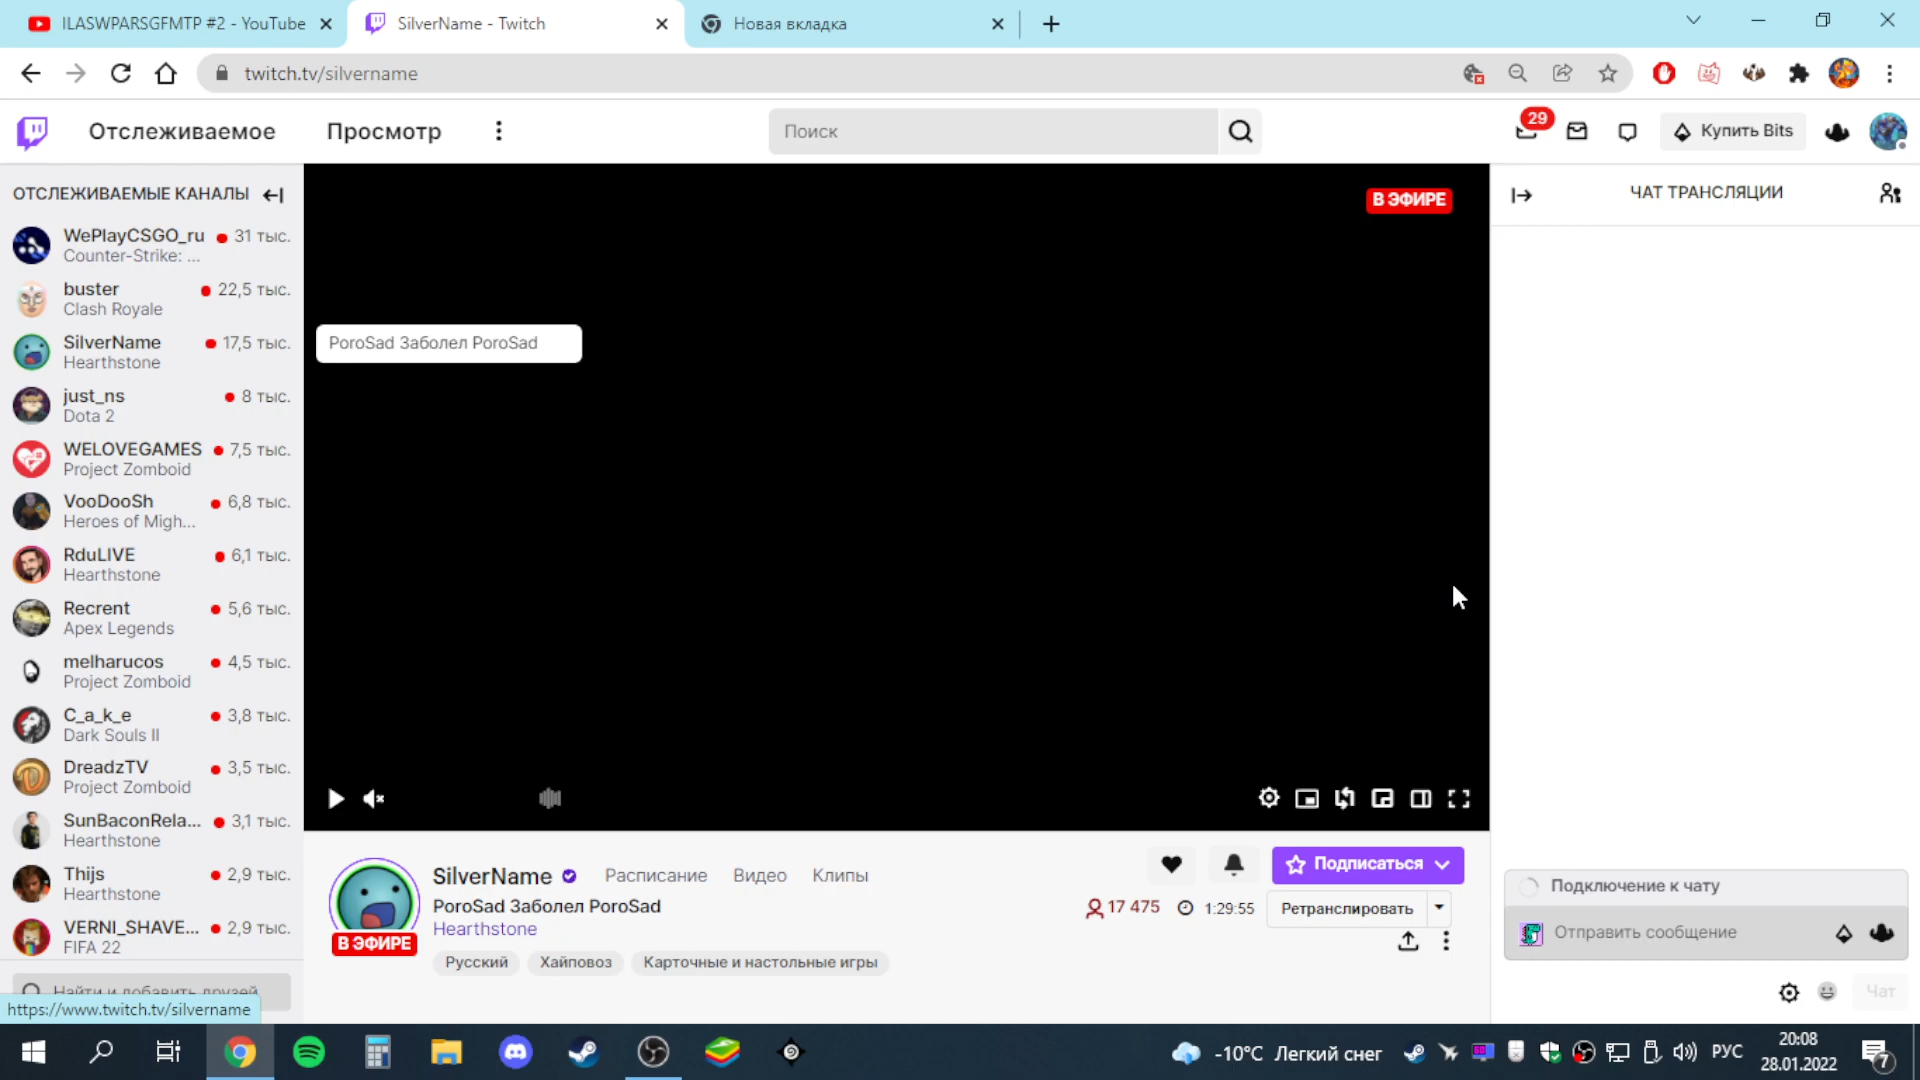 ILASWPARSGFMTP #2 - YouTube
SilverName - Twitch
Новая вкладка
twitch.tv/silvername
Отслеживаемое
Просмотр
Поиск
29
Купить Bits
ОТСЛЕЖИВАЕМЫЕ КАНАЛЫ
WePlayCSGO_ru 31 тыс.
Counter-Strike: ...
buster 22,5 тыс.
Clash Royale
SilverName 17,5 тыс.
Hearthstone
just_ns 8 тыс.
Dota 2
WELOVEGAMES 7,5 тыс.
Project Zomboid
VooDooSh 6,8 тыс.
Heroes of Migh...
RduLIVE 6,1 тыс.
Hearthstone
Recrent 5,6 тыс.
Apex Legends
melharucos 4,5 тыс.
Project Zomboid
C_a_k_e 3,8 тыс.
Dark Souls II
DreadzTV 3,5 тыс.
Project Zomboid
SunBaconRela... 3,1 тыс.
Hearthstone
Thijs 2,9 тыс.
Hearthstone
VERNI_SHAVE... 2,9 тыс.
FIFA 22
Найти и добавить друзей
https://www.twitch.tv/silvername
В ЭФИРЕ
PoroSad Заболел PoroSad
SilverName
Расписание
Видео
Клипы
PoroSad Заболел PoroSad
Hearthstone
В ЭФИРЕ
Русский
Хайповоз
Карточные и настольные игры
Подписаться
17 475
1:29:55
Ретранслировать
ЧАТ ТРАНСЛЯЦИИ
Подключение к чату
Отправить сообщение
Чат
-10°C Легкий снег
РУС
20:08
28.01.2022
7